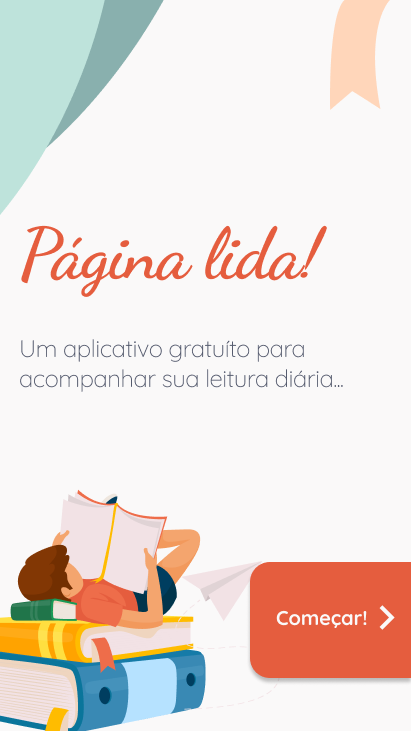 Página lida!
Um aplicativo gratuíto para
acompanhar sua leitura diária...
Começar!